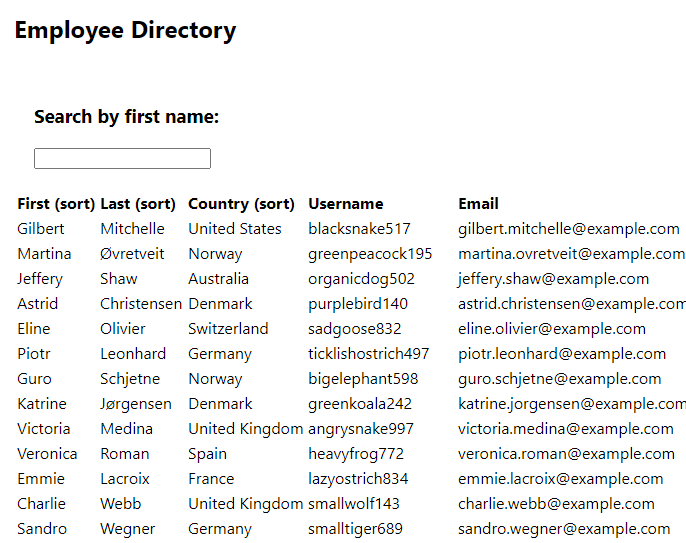 Employee Directory
Search by first name:
First (sort) Last (sort) Country (sort) Username Email
Gilbert Mitchelle United States blacksnake517 gilbert.mitchelle@example.com
Martina Øvretveit Norway greenpeacock195 martina.ovretveit@example.com
Jeffery Shaw Australia organicdog502 jeffery.shaw@example.com
Astrid Christensen Denmark purplebird140 astrid.christensen@example.com
Eline Olivier Switzerland sadgoose832 eline.olivier@example.com
Piotr Leonhard Germany ticklishostrich497 piotr.leonhard@example.com
Guro Schjetne Norway bigelephant598 guro.schjetne@example.com
Katrine Jørgensen Denmark greenkoala242 katrine.jorgensen@example.com
Victoria Medina United Kingdom angrysnake997 victoria.medina@example.com
Veronica Roman Spain heavyfrog772 veronica.roman@example.com
Emmie Lacroix France lazyostrich834 emmie.lacroix@example.com
Charlie Webb United Kingdom smallwolf143 charlie.webb@example.com
Sandro Wegner Germany smalltiger689 sandro.wegner@example.com